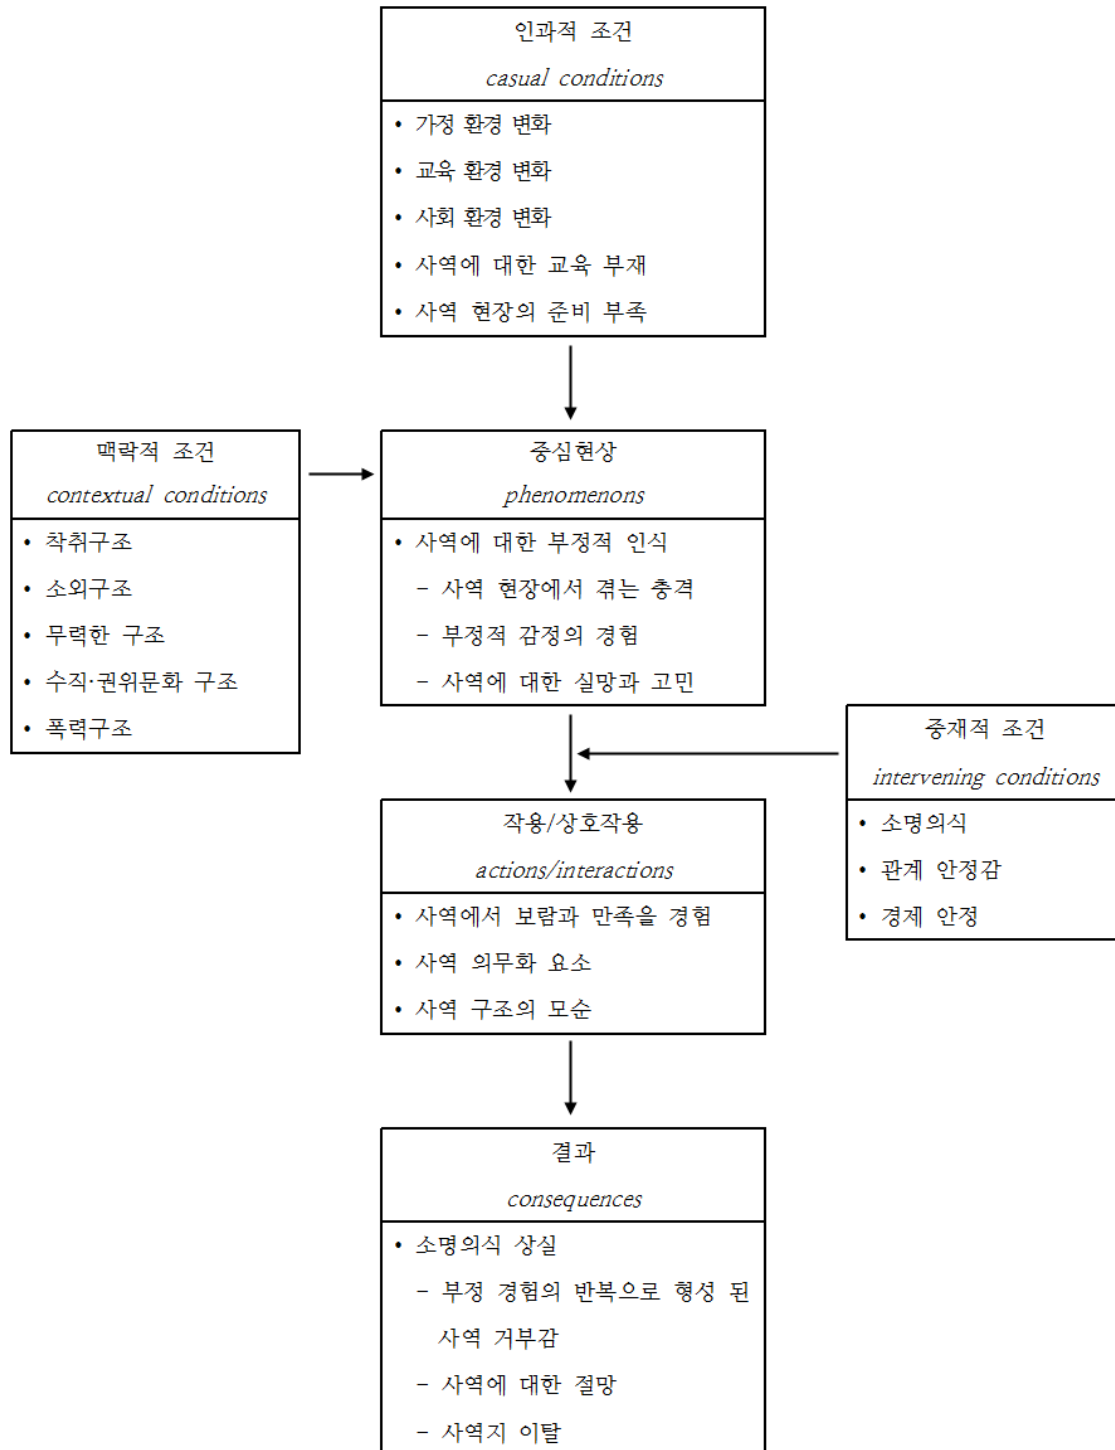 인과적 조건
casual conditions
• 가정 환경 변화
• 교육 환경 변화
• 사회 환경 변화
• 사역에 대한 교육 부재
• 사역 현장의 준비 부족
맥락적 조건
contextual conditions
• 착취구조
• 소외구조
• 무력한 구조
• 수직·권위문화 구조
• 폭력구조
중심현상
phenomenons
• 사역에 대한 부정적 인식
- 사역 현장에서 겪는 충격
- 부정적 감정의 경험
- 사역에 대한 실망과 고민
중재적 조건
intervening conditions
• 소명의식
• 관계 안정감
• 경제 안정
작용/상호작용
actions/interactions
• 사역에서 보람과 만족을 경험
• 사역 의무화 요소
• 사역 구조의 모순
결과
consequences
• 소명의식 상실
- 부정 경험의 반복으로 형성 된
사역 거부감
- 사역에 대한 절망
- 사역지 이탈